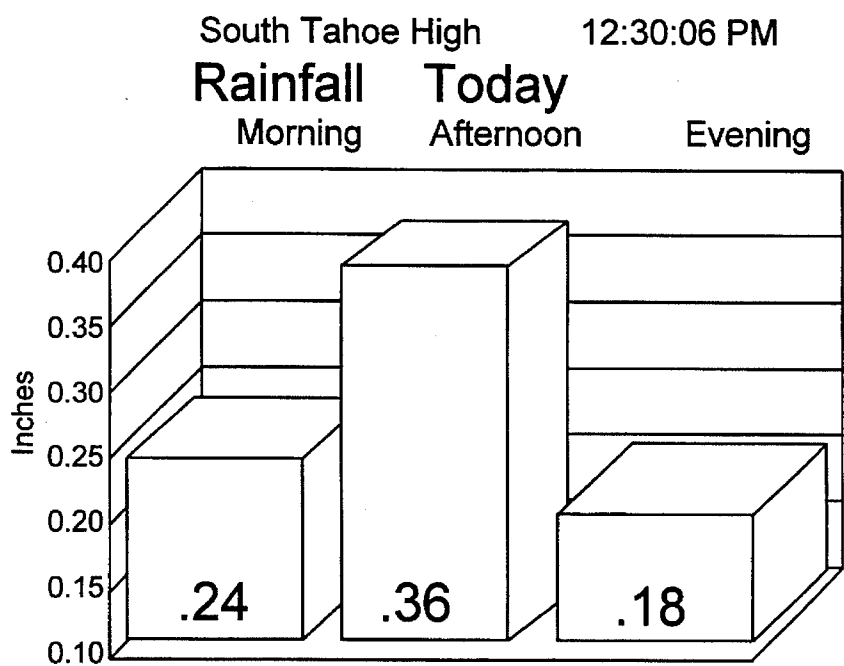 South Tahoe High 12:30:06 PM
Rainfall Today
Morning Afternoon Evening
0.40
0.35
0.30
0.25
0.20
0.15
0.10
Inches
.24 .36 .18